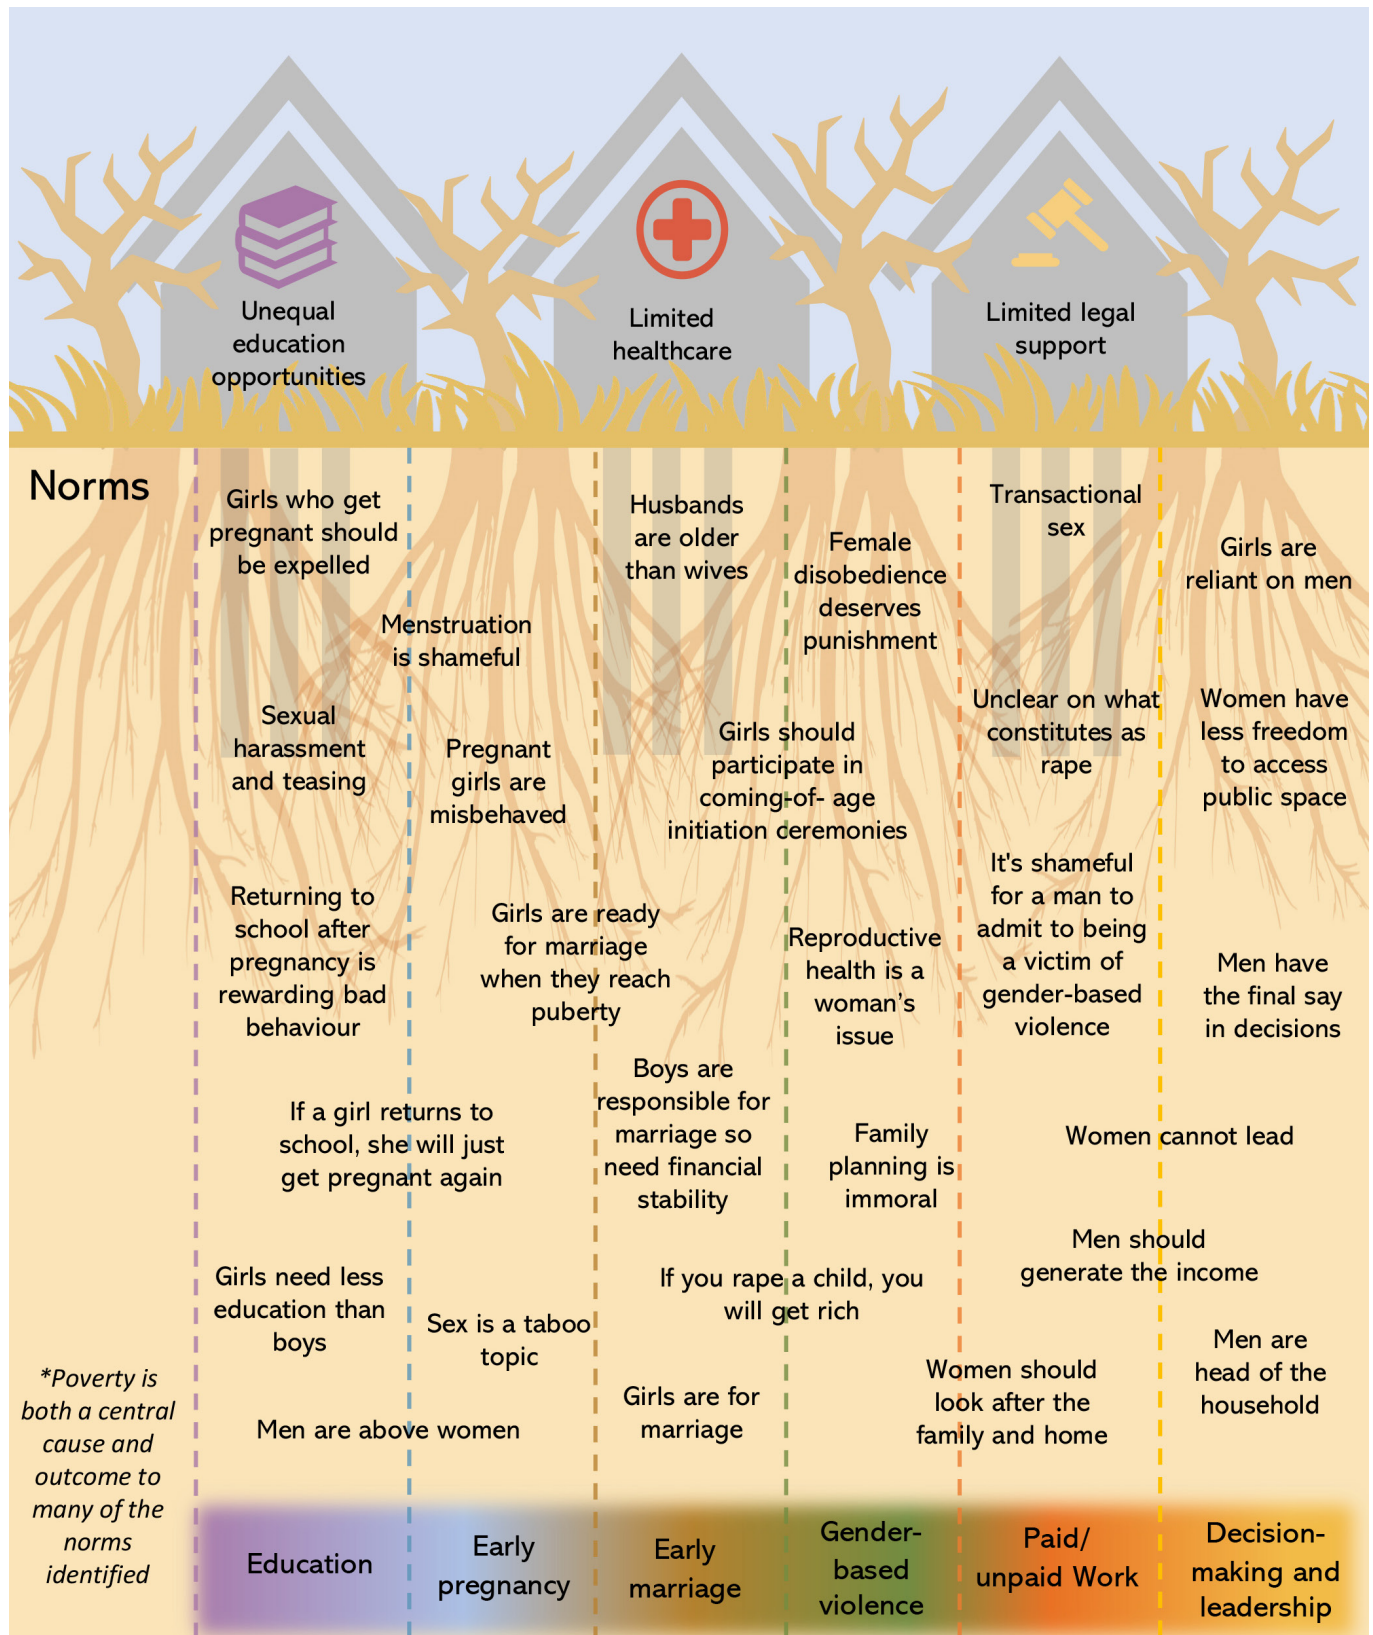 Unequal
education
opportunities
Limited
healthcare
Limited legal
support
Norms
Girls who get
pregnant should
be expelled
Menstruation
is shameful
Sexual
harassment
and teasing
Pregnant
girls are
misbehaved
Returning to
school after
pregnancy is
rewarding bad
behaviour
Girls are ready
for marriage
when they reach
puberty
If a girl returns to
school, she will just
get pregnant again
Girls need less
education than
boys
Sex is a taboo
topic
Men are above women
Husbands
are older
than wives
Female
disobedience
deserves
punishment
Girls should
participate in
coming-of- age
initiation ceremonies
Reproductive
health is a
woman's
issue
Boys are
responsible for
marriage so
need financial
stability
Family
planning is
immoral
If you rape a child, you
will get rich
Girls are for
marriage
Transactional
sex
Girls are
reliant on men
Unclear on what
constitutes as
rape
Women have
less freedom
to access
public space
It's shameful
for a man to
admit to being
a victim of
gender-based
violence
Men have
the final say
in decisions
Women cannot lead
Men should
generate the income
Women should
look after the
family and home
Men are
head of the
household
*Poverty is
both a central
cause and
outcome to
many of the
norms
identified
Education
Early
pregnancy
Early
marriage
Gender-
based
violence
Paid/
unpaid Work
Decision-
making and
leadership